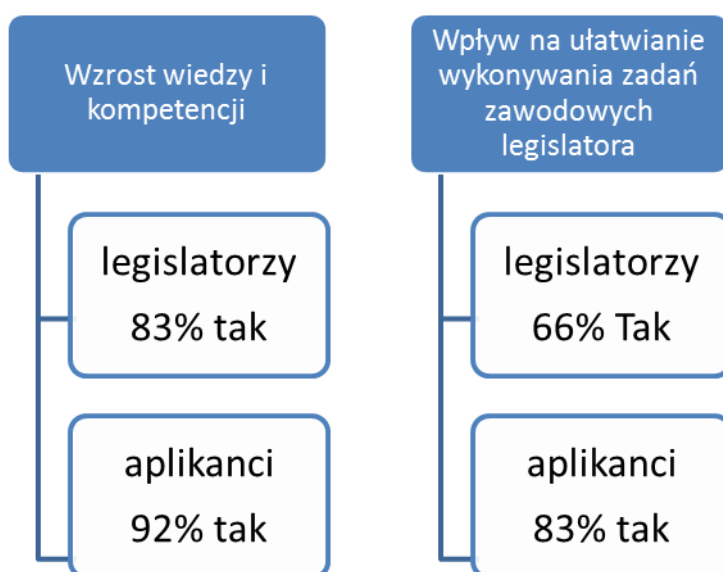 Wzrost wiedzy i
kompetencji
legislatorzy
83% tak
aplikanci
92% tak
Wpływ na ułatwianie
wykonywania zadań
zawodowych
legislatora
legislatorzy
66% Tak
aplikanci
83% tak